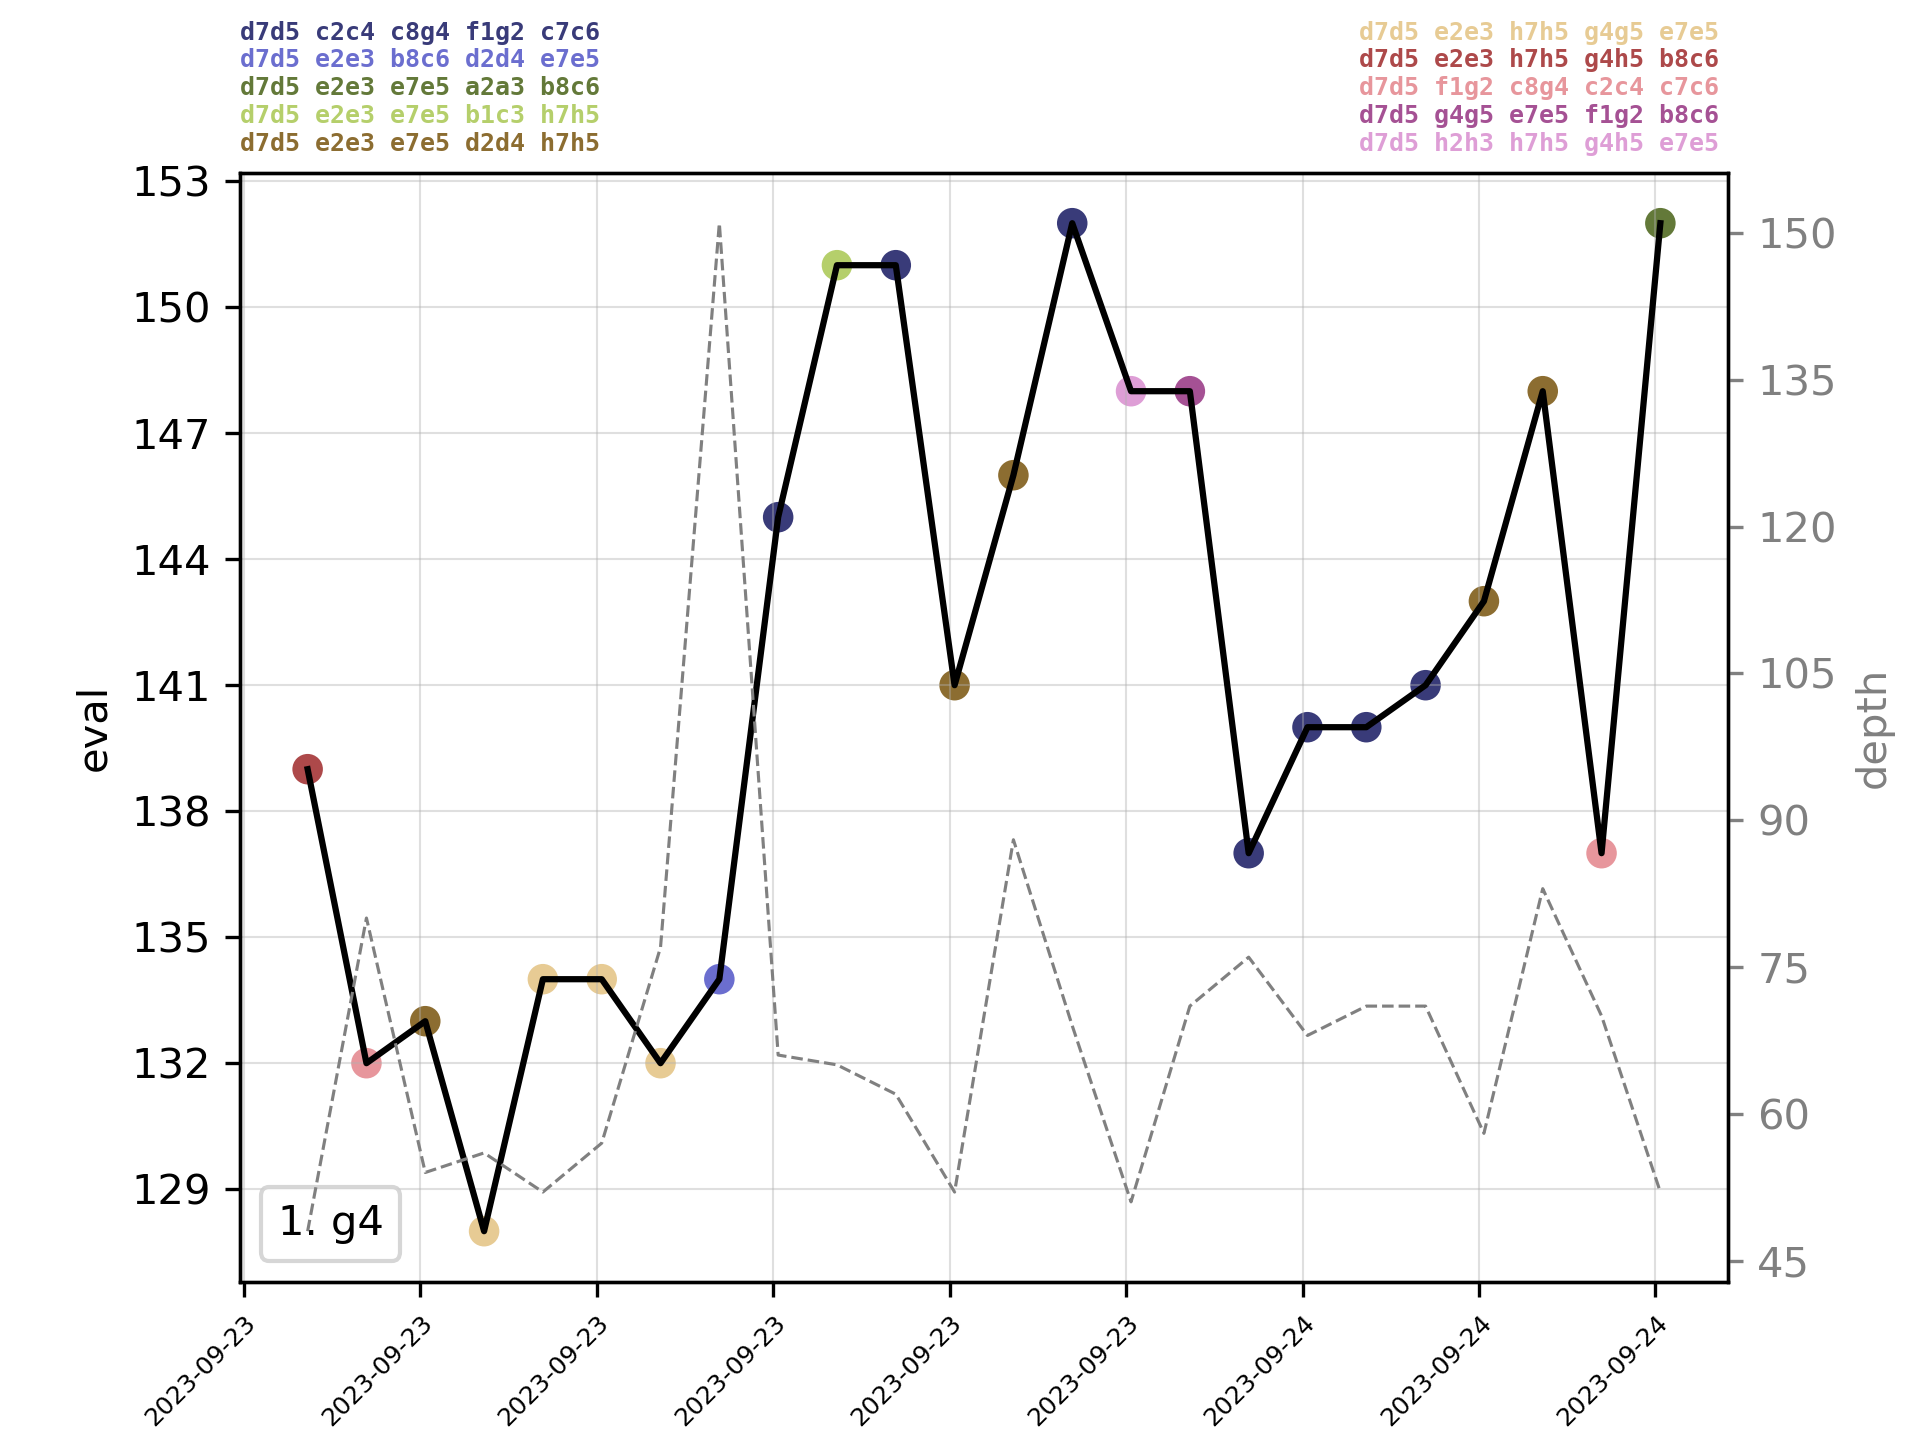 d7d5 c2c4 c8g4 f1g2 c7c6
d7d5 e2e3 b8c6 d2d4 e7e5
d7d5 e2e3 e7e5 a2a3 b8c6
d7d5 e2e3 e7e5 b1c3 h7h5
d7d5 e2e3 e7e5 d2d4 h7h5
d7d5 e2e3 h7h5 g4g5 e7e5
d7d5 e2e3 h7h5 g4h5 b8c6
d7d5 f1g2 c8g4 c2c4 c7c6
d7d5 g4g5 e7e5 f1g2 b8c6
d7d5 h2h3 h7h5 g4h5 e7e5
153
150
147
144
141
138
135
132
129
eval
150
135
120
105
90
75
60
45
depth
1. g4
2023-09-23
2023-09-23
2023-09-23
2023-09-23
2023-09-23
2023-09-23
2023-09-24
2023-09-24
2023-09-24